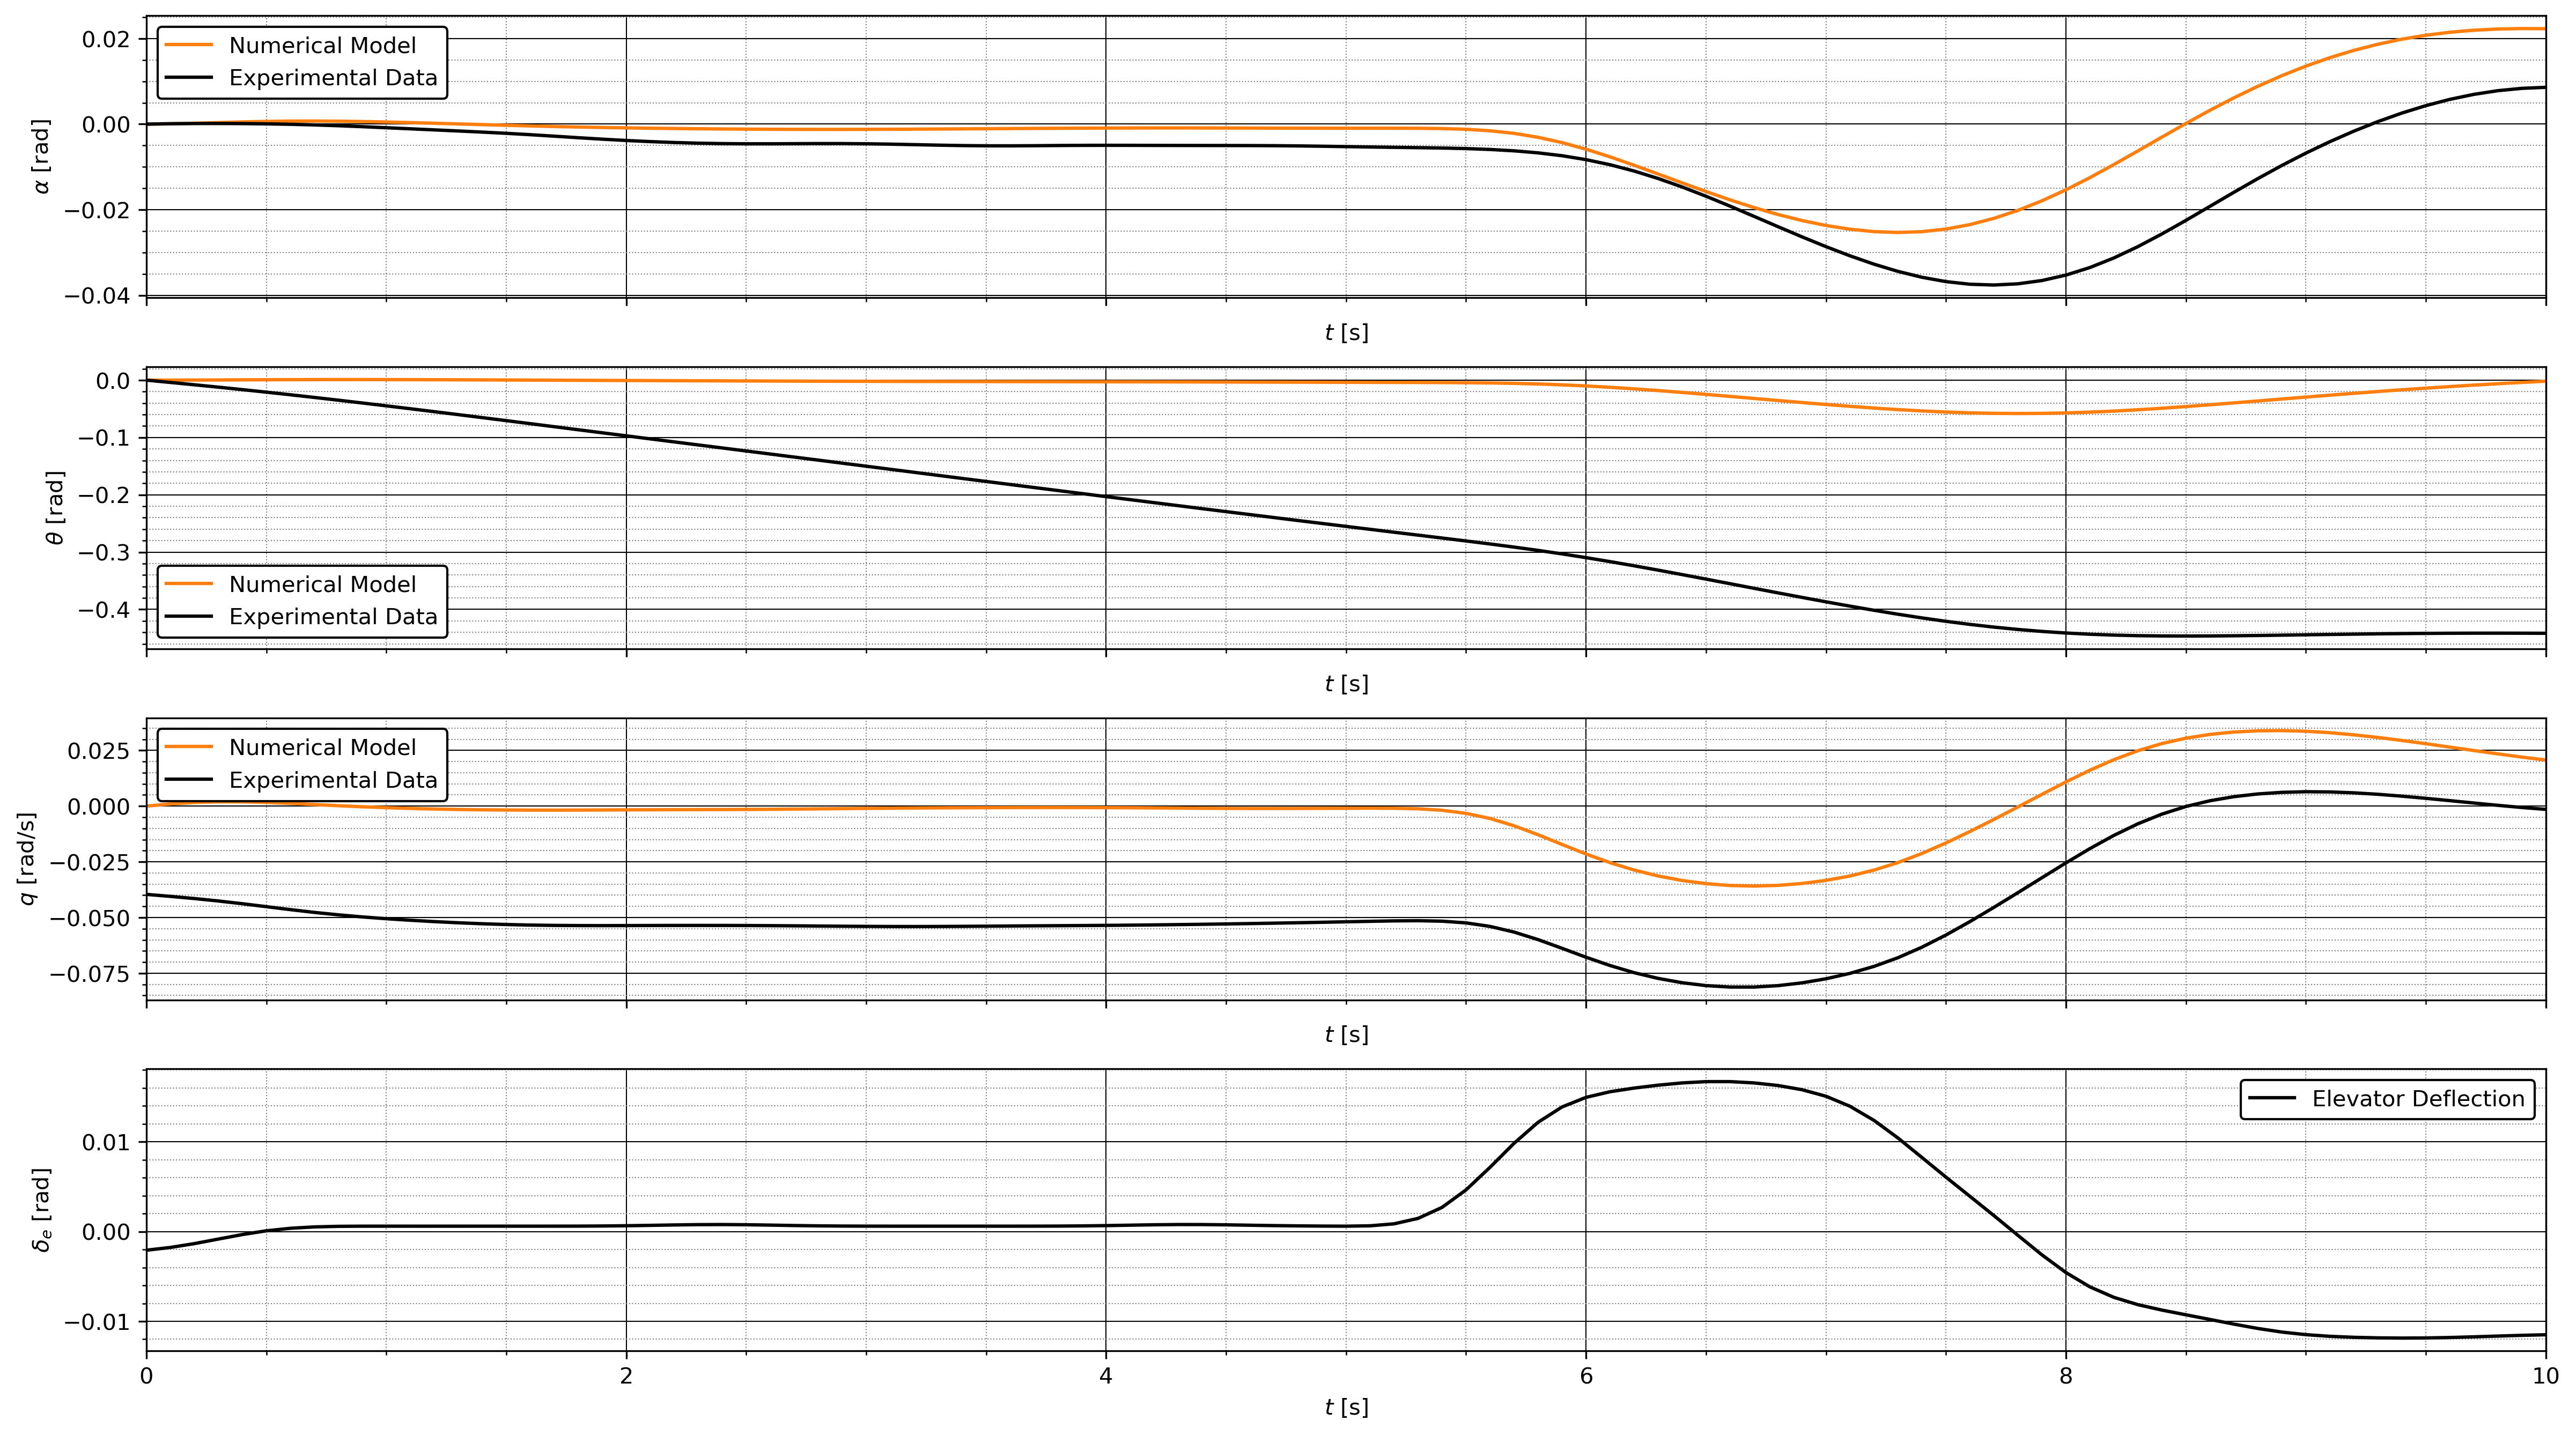 0.02
0.00
−0.02
−0.04
α [rad]
Numerical Model
Experimental Data
t [s]
0.0
−0.1
−0.2
−0.3
−0.4
θ [rad]
Numerical Model
Experimental Data
t [s]
0.025
0.000
−0.025
−0.050
−0.075
q [rad/s]
Numerical Model
Experimental Data
t [s]
0.01
0.00
−0.01
δe [rad]
Elevator Deflection
0 2 4 6 8 10
t [s]